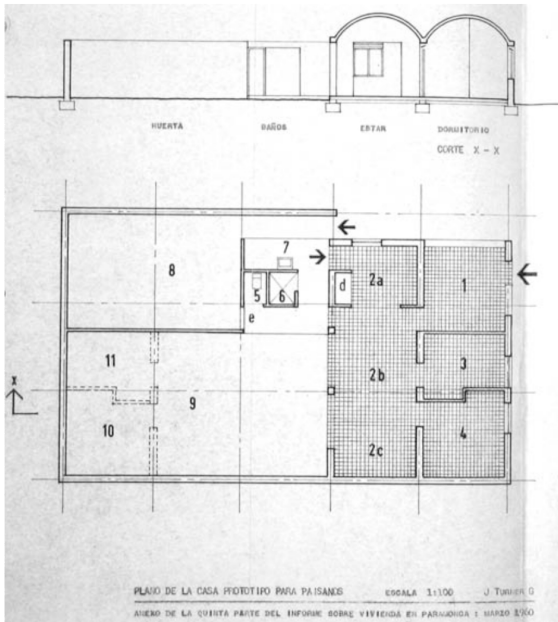 HUERTA BAÑOS ESTAR DORMITORIO
CORTE X - X
7
8
2a
1
d
5
6
e
11
2b
3
x
9
10
2c
4
PLANO DE LA CASA PROTOTIPO PARA PAISANOS ESCALA 1:100 J TURNER G
ANEXO DE LA QUINTA PARTE DEL INFORME SOBRE VIVIENDA EN PARAMONGA : MARZO 1960